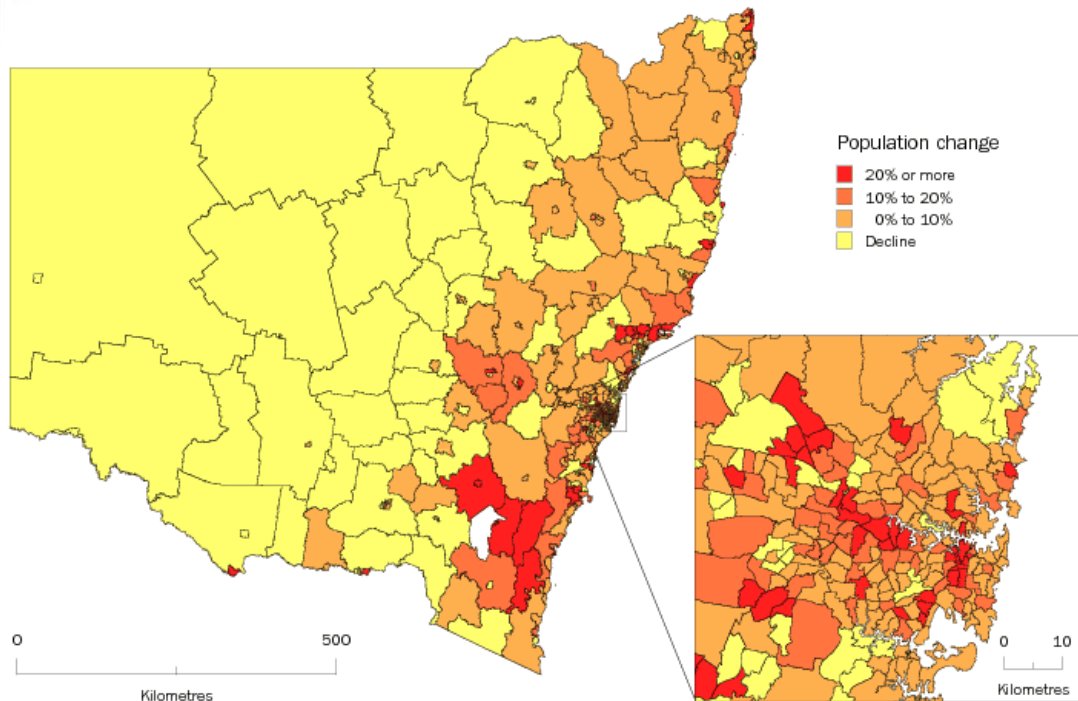 Population change
20% or more
10% to 20%
0% to 10%
Decline
0 500
Kilometres
0 10
Kilometres